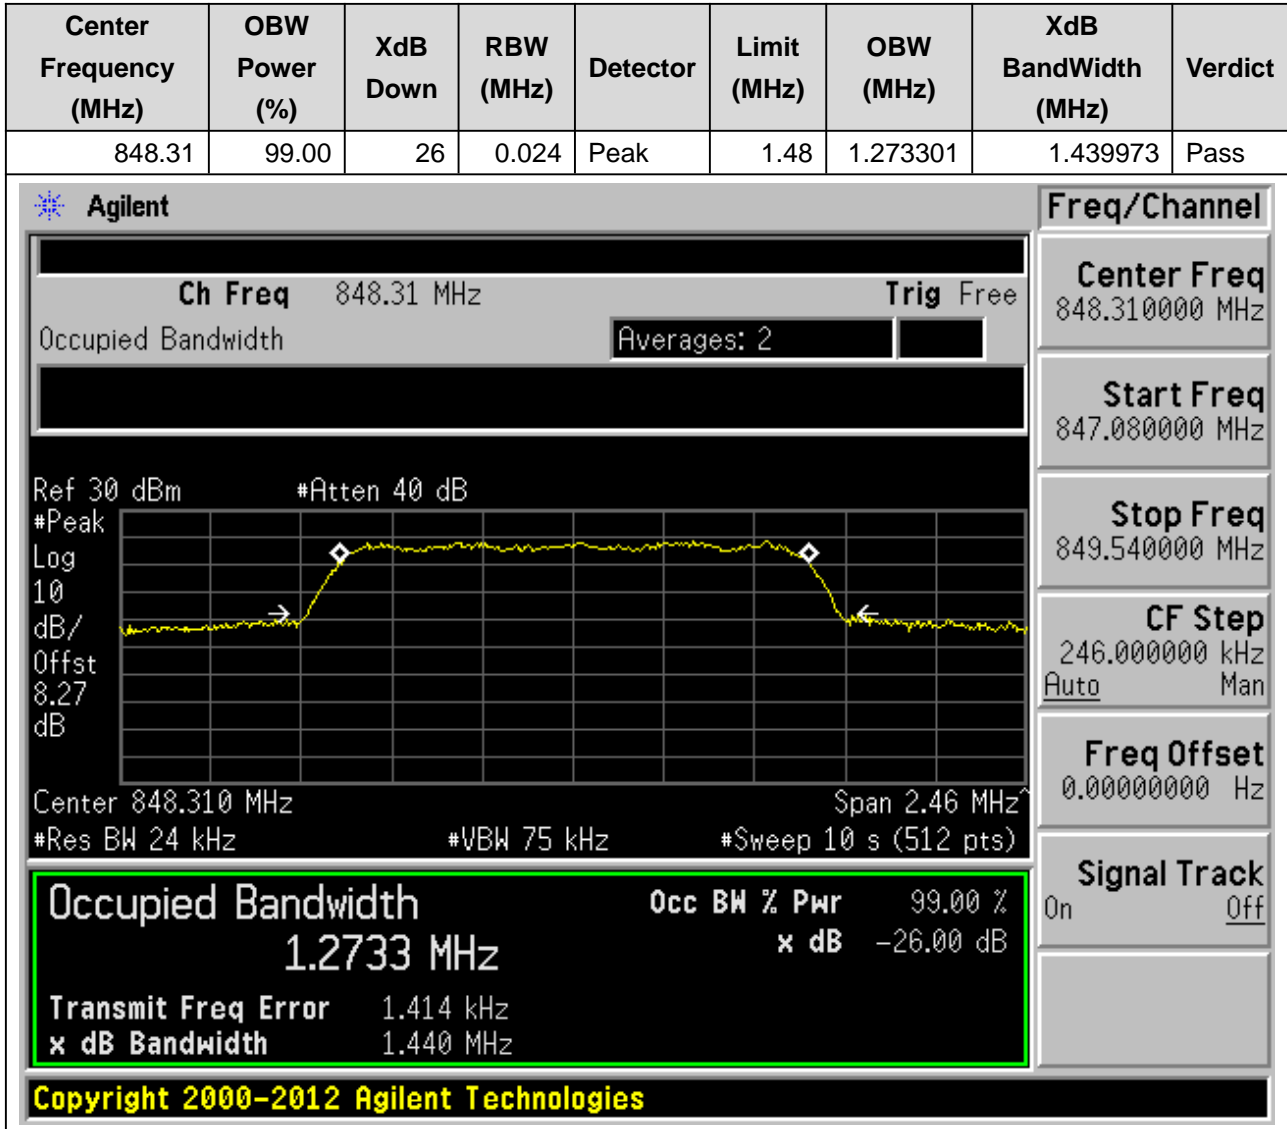 Center Frequency (MHz) OBW Power (%) XdB Down RBW (MHz) Detector Limit (MHz) OBW (MHz) XdB BandWidth (MHz) Verdict
848.31 99.00 26 0.024 Peak 1.48 1.273301 1.439973 Pass
Agilent
Freq/Channel
Ch Freq 848.31 MHz Trig Free
Occupied Bandwidth Averages: 2
Center Freq
848.310000 MHz
Start Freq
847.080000 MHz
Stop Freq
849.540000 MHz
CF Step
246.000000 kHz
Auto Man
Freq Offset
0.00000000 Hz
Signal Track
On Off
Ref 30 dBm #Atten 40 dB
#Peak
Log
10
dB/
Offst
8.27
dB
Center 848.310 MHz Span 2.46 MHz^
#Res BW 24 kHz #VBW 75 kHz #Sweep 10 s (512 pts)
Occupied Bandwidth Occ BW % Pwr 99.00 %
1.2733 MHz x dB -26.00 dB
Transmit Freq Error 1.414 kHz
x dB Bandwidth 1.440 MHz
Copyright 2000-2012 Agilent Technologies